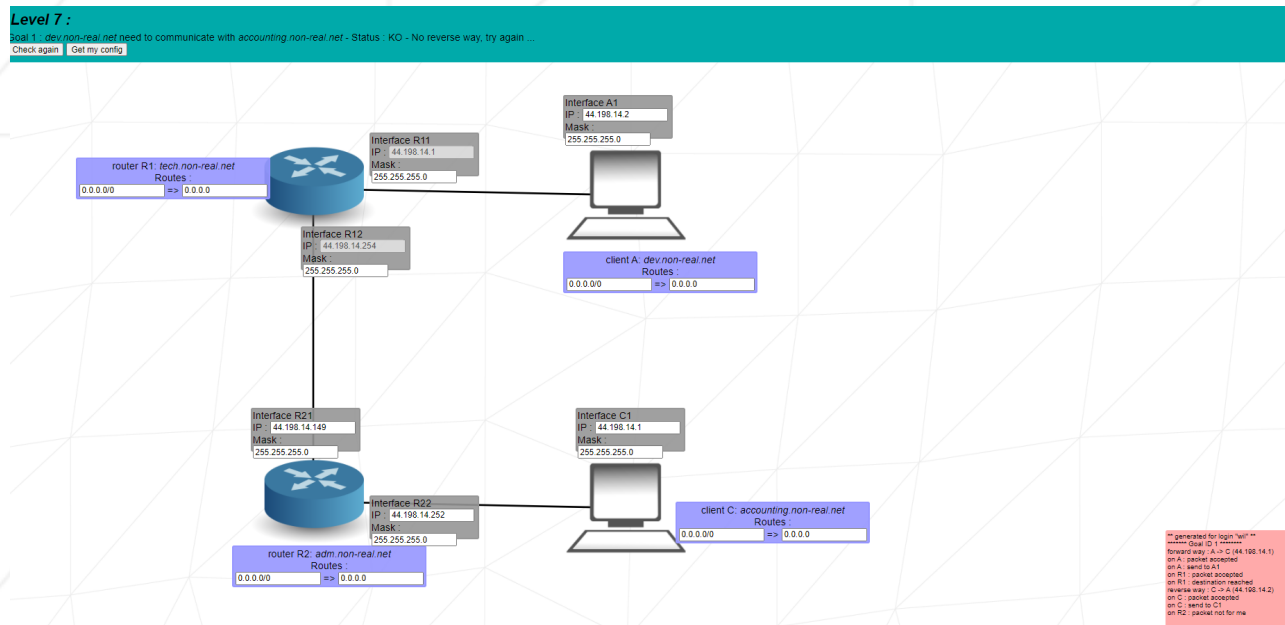 Level 7 :
Goal 1 : dev.non-real.net need to communicate with accounting.non-real.net - Status : KO - No reverse way, try again ...
Check again Get my config
Interface A1
IP : 44.198.14.2
Mask :
255.255.255.0
Interface R11
IP : 44.198.14.1
Mask :
255.255.255.0
router R1: tech.non-real.net
Routes :
0.0.0.0/0 => 0.0.0.0
Interface R12
IP : 44.198.14.254
Mask :
255.255.255.0
client A: dev.non-real.net
Routes :
0.0.0.0/0 => 0.0.0.0
Interface R21
IP : 44.198.14.149
Mask :
255.255.255.0
Interface C1
IP : 44.198.14.1
Mask :
255.255.255.0
Interface R22
IP : 44.198.14.252
Mask :
255.255.255.0
client C: accounting.non-real.net
Routes :
0.0.0.0/0 => 0.0.0.0
router R2: adm.non-real.net
Routes :
0.0.0.0/0 => 0.0.0.0
** generated for login "wil" **
******* Goal ID 1 ********
forward way : A -> C (44.198.14.1)
on A : packet accepted
on A : send to A1
on R1 : packet accepted
on R1 : destination reached
reverse way : C -> A (44.198.14.2)
on C : packet accepted
on C : send to C1
on R2 : packet not for me